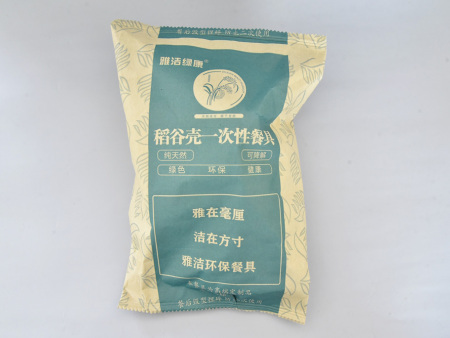 雅洁绿康®
稻谷壳一次性餐具
纯天然 可降解
绿色 环保 健康
雅在毫厘
洁在方寸
雅洁环保餐具